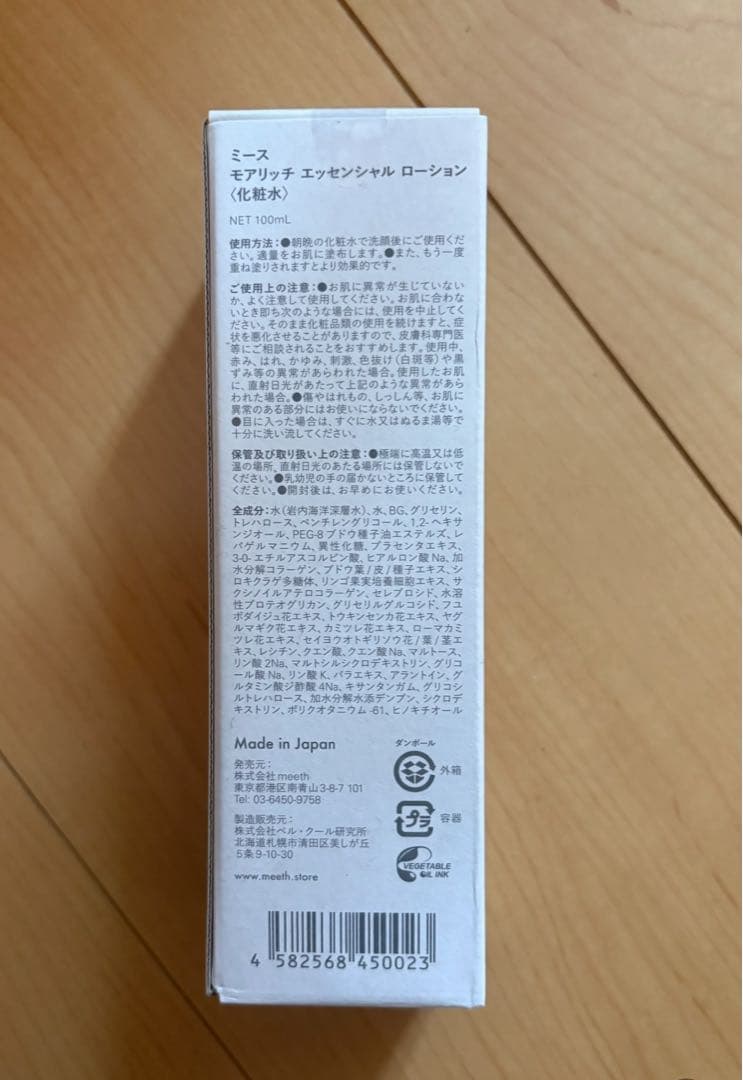 ミース
モアリッチ エッセンシャル ローション
〈化粧水〉
NET 100mL
使用方法：●朝晩の化粧水で洗顔後にご使用くだ
さい。適量をお肌に塗布します。●また、もう一度
重ね塗りされますとより効果的です。
ご使用上の注意：●お肌に異常が生じていない
か、よく注意して使用してください。お肌に合わな
いとき即ち次のような場合には、使用を中止してく
ださい。そのまま化粧品類の使用を続けますと、症
状を悪化させることがありますので、皮膚科専門医
等にご相談されることをおすすめします。使用中、
赤み、はれ、かゆみ、刺激、色抜け（白斑等）や黒
ずみ等の異常があらわれた場合。使用したお肌
に、直射日光があたって上記のような異常があら
われた場合。●傷やはれもの、しっしん等、お肌に
異常のある部分にはお使いにならないでください。
●目に入った場合は、すぐに水又はぬるま湯等で
十分に洗い流してください。
保管及び取り扱い上の注意：●極端に高温又は低
温の場所、直射日光のあたる場所には保管しないで
ください。●乳幼児の手の届かないところに保管して
ください。●開封後は、お早めにお使いください。
全成分：水（岩内海洋深層水）、水、BG、グリセリン、
トレハロース、ペンチレングリコール、1,2-ヘキサ
ンジオール、PEG-8ブドウ種子油エステルズ、レ
パゲルマニウム、異性化糖、プラセンタエキス、
3-0-エチルアスコルビン酸、ヒアルロン酸Na、加
水分解コラーゲン、ブドウ葉/皮/種子エキス、シ
ロキクラゲ多糖体、リンゴ果実培養細胞エキス、サ
クシノイルアテロコラーゲン、セレブロシド、水溶
性プロテオグリカン、グリセリルグルコシド、フユ
ボダイジュ花エキス、トウキンセンカ花エキス、ヤグ
ルマギク花エキス、カミツレ花エキス、ローマカミ
ツレ花エキス、セイヨウオトギリソウ花/葉/茎エ
キス、レシチン、クエン酸、クエン酸Na、マルトース、
リン酸2Na、マルトシルシクロデキストリン、グリコ
ール酸Na、リン酸K、バラエキス、アラントイン、グ
ルタミン酸ジ酢酸4Na、キサンタンガム、グリコシ
ルトレハロース、加水分解水添デンプン、シクロデ
キストリン、ポリクオタニウム-61、ヒノキチオール
Made in Japan
発売元：
株式会社meeth
東京都港区南青山3-8-7 101
Tel: 03-6450-9758
製造販売元：
株式会社ベル・クール研究所
北海道札幌市清田区美しが丘
5条9-10-30
www.meeth.store
ダンボール
外箱
プラ
容器
VEGETABLE
OIL INK
4 582568 450023